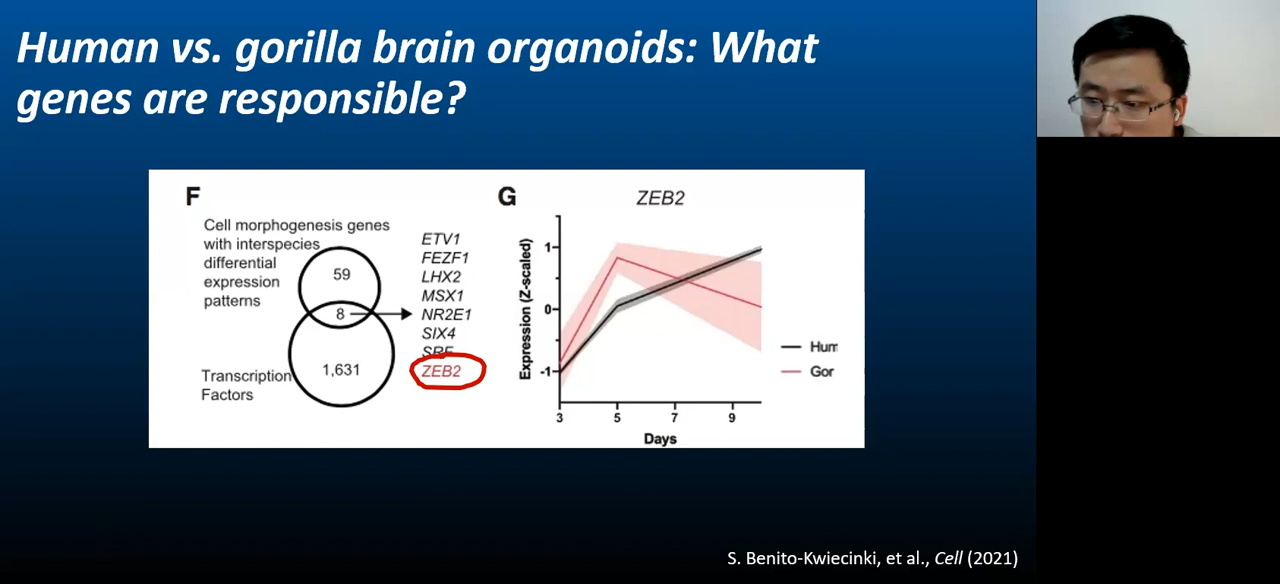 Human vs. gorilla brain organoids: What
genes are responsible?
F
Cell morphogenesis genes
with interspecies
differential
expression
patterns
59
8
1,631
Transcription
Factors
ETV1
FEZF1
LHX2
MSX1
NR2E1
SIX4
SRF
ZEB2
G
ZEB2
Expression (Z-scaled)
1
0
-1
3
5
7
9
Days
Hum
Gor
S. Benito-Kwiecinki, et al., Cell (2021)